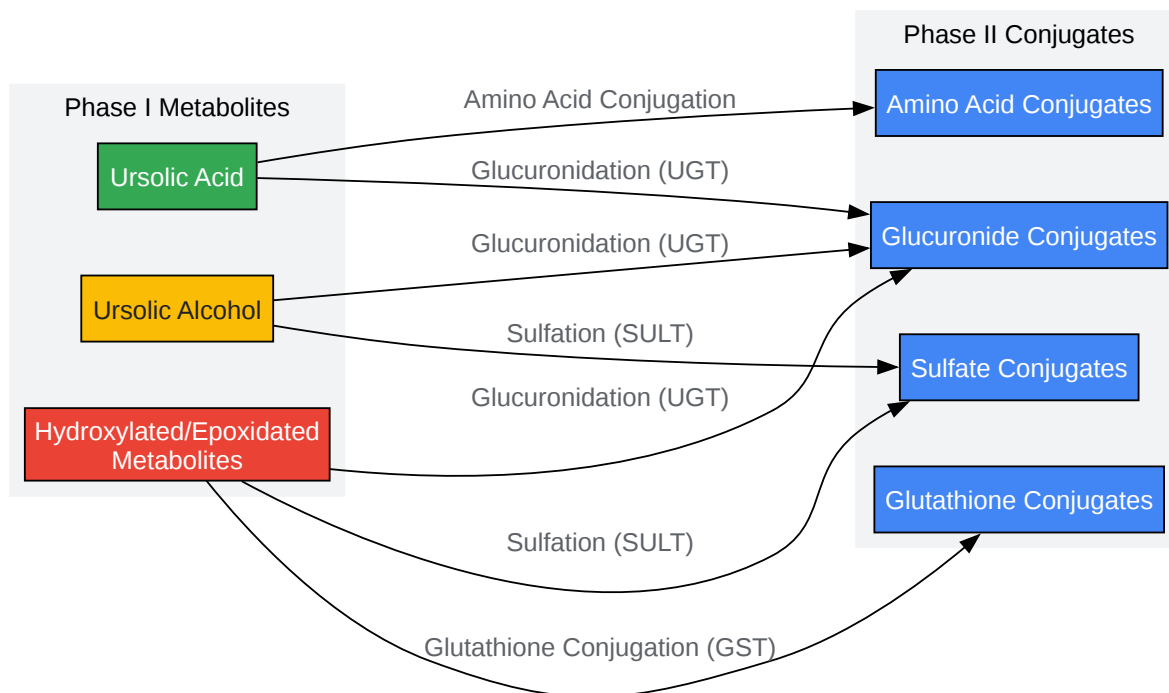 Phase II Conjugates
Amino Acid Conjugation
Amino Acid Conjugates
Phase I Metabolites
Ursolic Acid
Glucuronidation (UGT)
Glucuronide Conjugates
Glucuronidation (UGT)
Ursolic Alcohol
Sulfation (SULT)
Sulfate Conjugates
Glucuronidation (UGT)
Hydroxylated/Epoxidated
Metabolites
Glutathione Conjugates
Sulfation (SULT)
Glutathione Conjugation (GST)